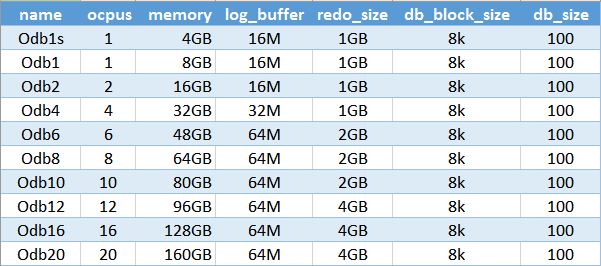 name ocpus memory log_buffer redo_size db_block_size db_size
Odb1s 1 4GB 16M 1GB 8k 100
Odb1 1 8GB 16M 1GB 8k 100
Odb2 2 16GB 16M 1GB 8k 100
Odb4 4 32GB 32M 1GB 8k 100
Odb6 6 48GB 64M 2GB 8k 100
Odb8 8 64GB 64M 2GB 8k 100
Odb10 10 80GB 64M 2GB 8k 100
Odb12 12 96GB 64M 4GB 8k 100
Odb16 16 128GB 64M 4GB 8k 100
Odb20 20 160GB 64M 4GB 8k 100